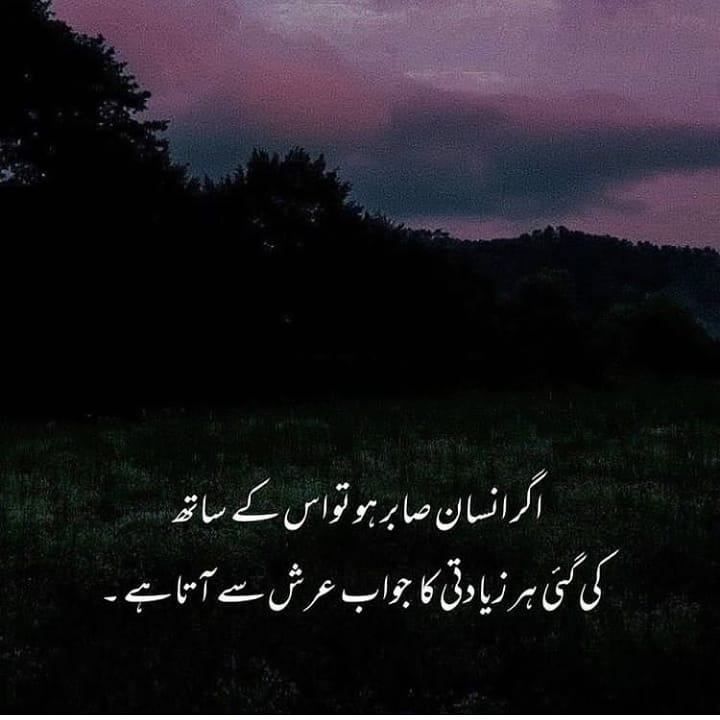 اگر انسان صابر ہو تو اس کے ساتھ
کی گئی ہر زیادتی کا جواب عرش سے آتا ہے ۔